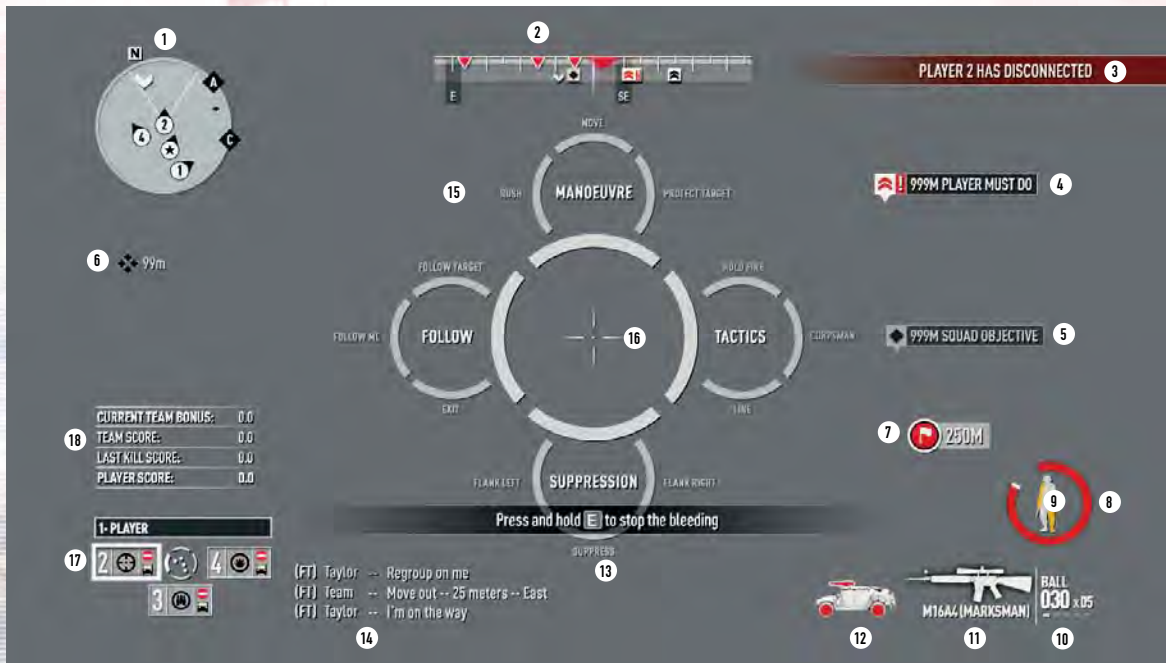 1
N
A
2
4
C
★
1
2
E
SE
PLAYER 2 HAS DISCONNECTED
3
MOVE
15
RUSH
MANOEUVRE
PROTECT TARGET
! 999M PLAYER MUST DO
4
6
99m
FOLLOW TARGET
HOLD FIRE
FOLLOW ME
FOLLOW
16
TACTICS
CORPSMAN
◆ 999M SQUAD OBJECTIVE
5
EXIT
LINE
18
CURRENT TEAM BONUS: 0.0
TEAM SCORE: 0.0
LAST KILL SCORE: 0.0
PLAYER SCORE: 0.0
7
250M
FLANK LEFT
SUPPRESSION
FLANK RIGHT
9
8
Press and hold E to stop the bleeding
SUPPRESS
13
1- PLAYER
17
2
4
3
(FT) Taylor -- Regroup on me
(FT) Team -- Move out -- 25 meters -- East
(FT) Taylor -- I'm on the way
14
12
M16A4 (MARKSMAN)
11
BALL
030 x05
10